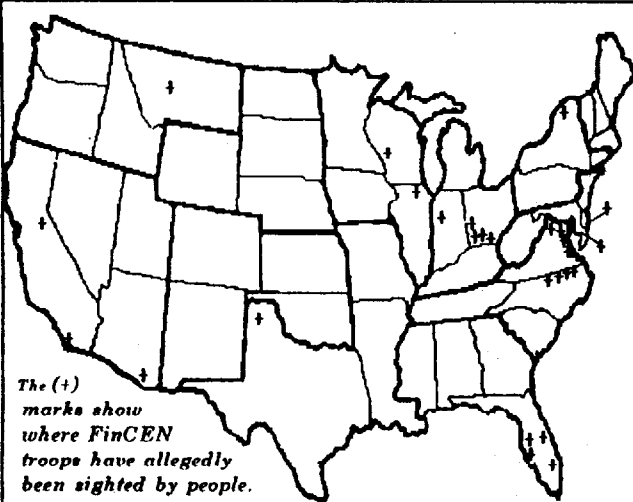 The (+)
marks show
where FinCEN
troops have allegedly
been sighted by people.